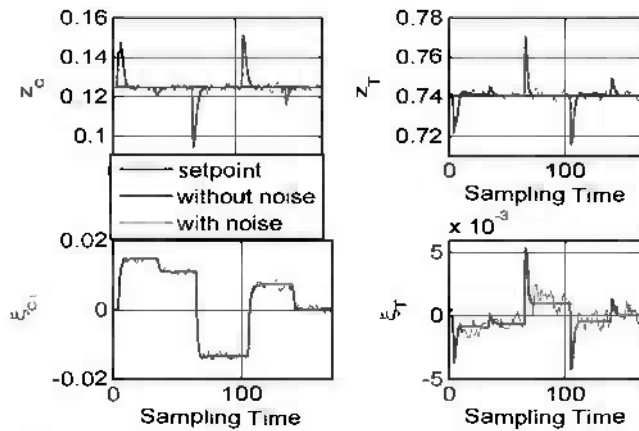 0.16
0.14
0.12
0.1
z_C
0.78
0.76
0.74
0.72
z_T
0 100
Sampling Time
setpoint
without noise
with noise
x 10^-3
0.02
0
-0.02
0 100
Sampling Time
5
0
-5
ξ_T
0 100
Sampling Time